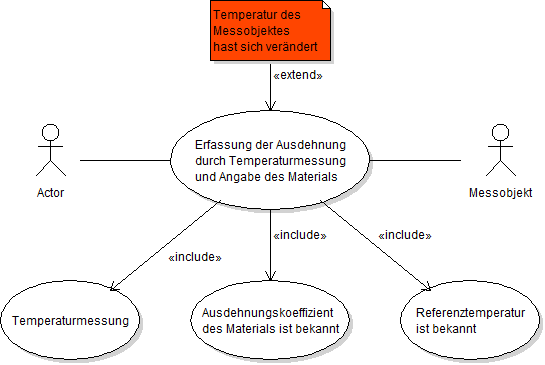 Temperatur des
Messobjektes
hast sich verändert
«extend»
Erfassung der Ausdehnung
durch Temperaturmessung
und Angabe des Materials
Actor
Messobjekt
«include»
«include»
«include»
Temperaturmessung
Ausdehnungskoeffizient
des Materials ist bekannt
Referenztemperatur
ist bekannt